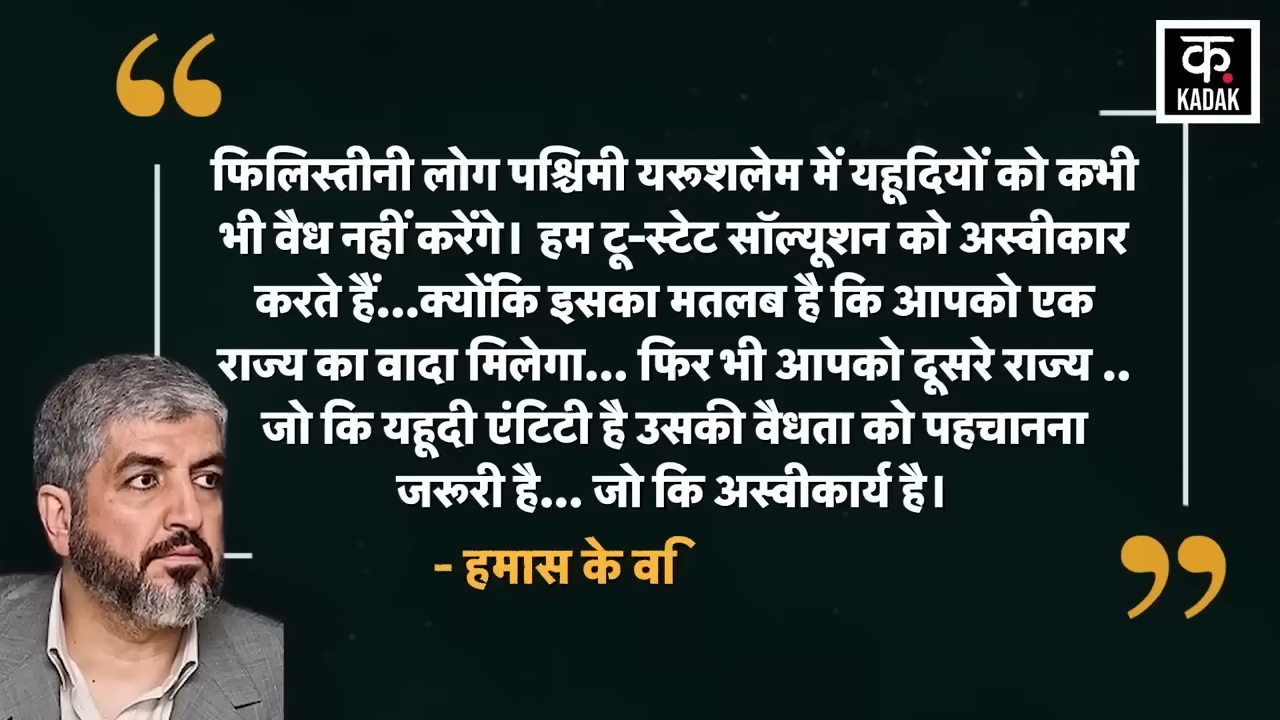 क.
KADAK
फिलिस्तीनी लोग पश्चिमी यरूशलेम में यहूदियों को कभी
भी वैध नहीं करेंगे। हम टू-स्टेट सॉल्यूशन को अस्वीकार
करते हैं...क्योंकि इसका मतलब है कि आपको एक
राज्य का वादा मिलेगा... फिर भी आपको दूसरे राज्य ..
जो कि यहूदी एंटिटी है उसकी वैधता को पहचानना
जरूरी है... जो कि अस्वीकार्य है।
- हमास के